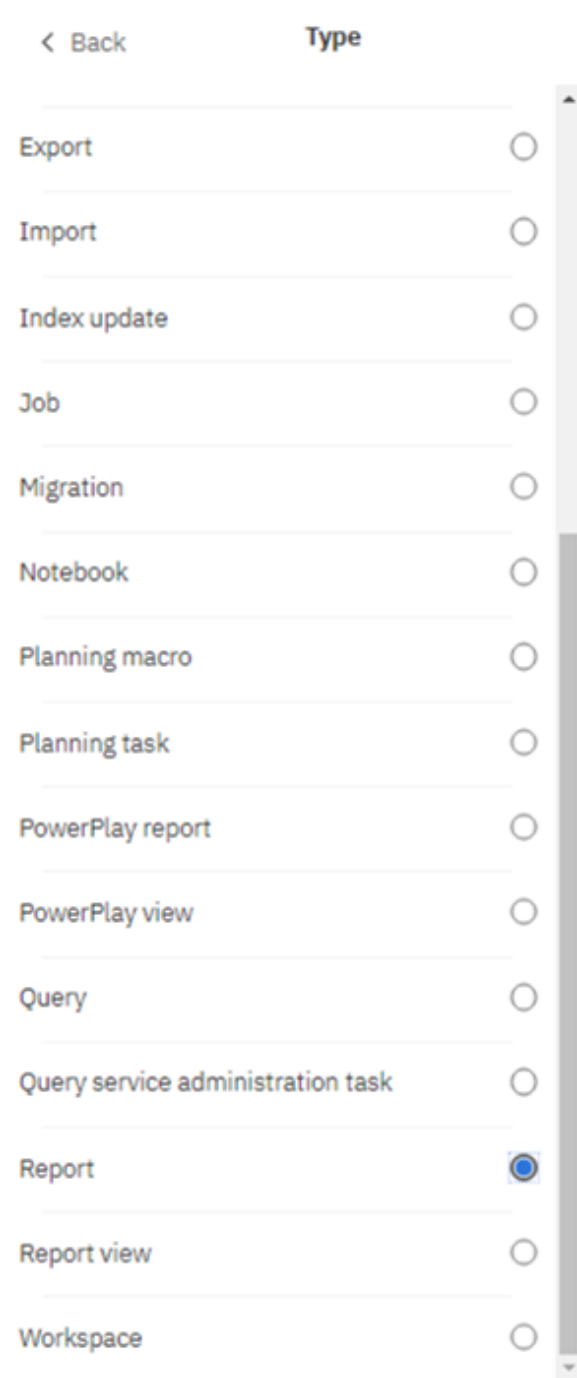 Back
Type
Export
Import
Index update
Job
Migration
Notebook
Planning macro
Planning task
PowerPlay report
PowerPlay view
Query
Query service administration task
Report
Report view
Workspace